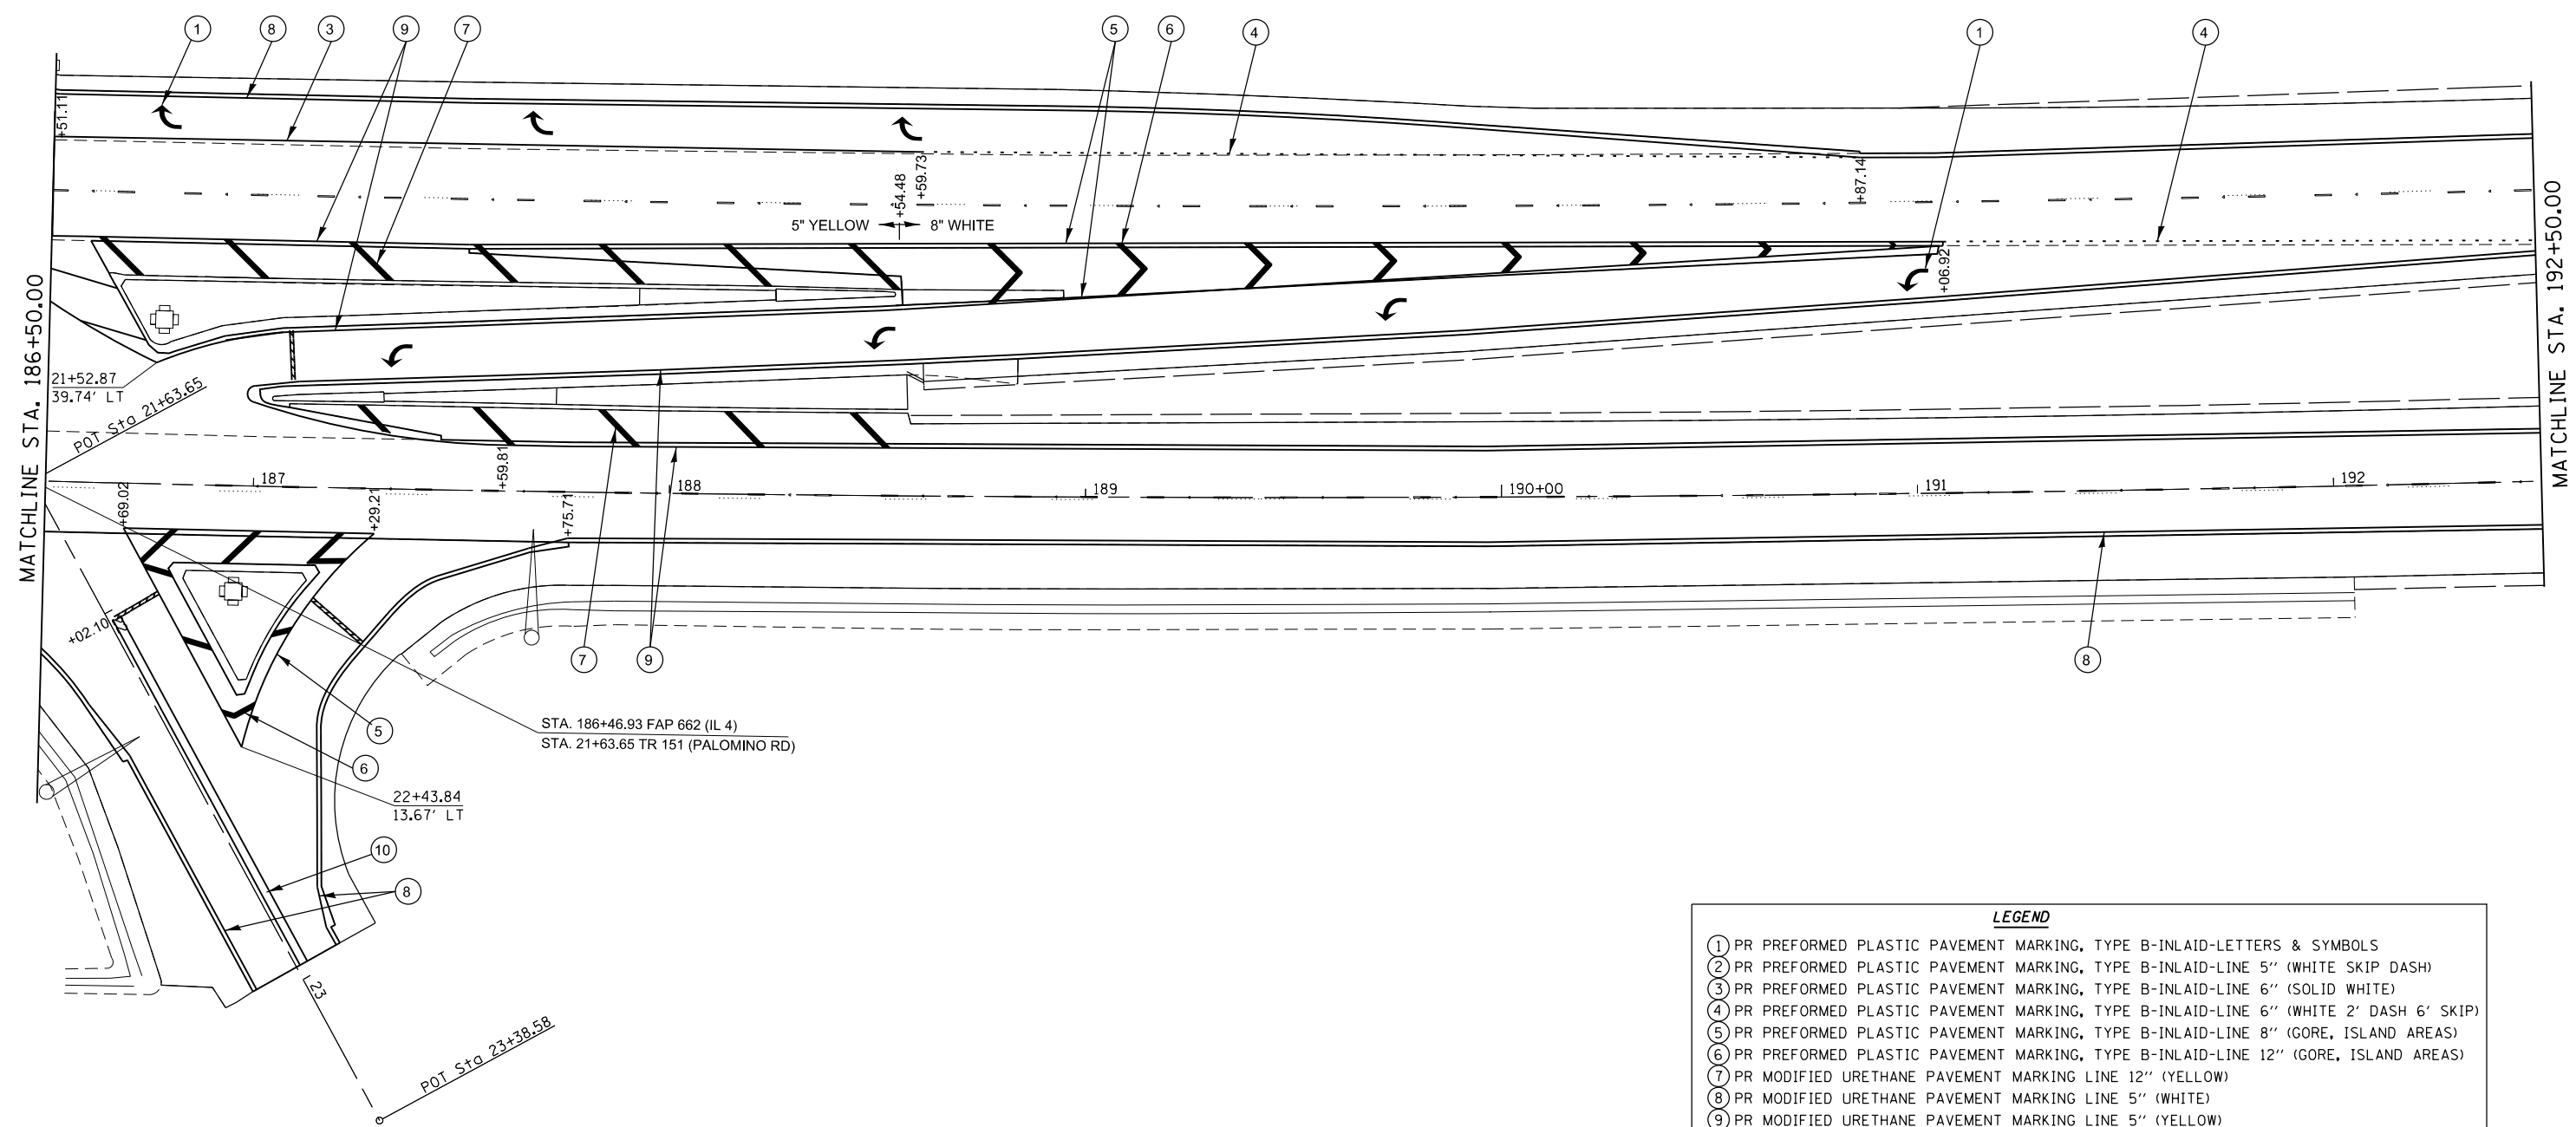 1 8 3 9 7 5 6 4 1 4
+51.11
+59.73
+54.48
5" YELLOW 8" WHITE
+87.14
+06.92
MATCHLINE STA. 186+50.00
MATCHLINE STA. 192+50.00
21+52.87
39.74' LT
POT Sta 21+63.65
187 188 189 190+00 191 192
+69.02
+29.21
+59.81
+75.71
+02.10
7 9 8
5
6
STA. 186+46.93 FAP 662 (IL 4)
STA. 21+63.65 TR 151 (PALOMINO RD)
22+43.84
13.67' LT
10
8
23
POT Sta 23+38.58
LEGEND
1 PR PREFORMED PLASTIC PAVEMENT MARKING, TYPE B-INLAID-LETTERS & SYMBOLS
2 PR PREFORMED PLASTIC PAVEMENT MARKING, TYPE B-INLAID-LINE 5'' (WHITE SKIP DASH)
3 PR PREFORMED PLASTIC PAVEMENT MARKING, TYPE B-INLAID-LINE 6'' (SOLID WHITE)
4 PR PREFORMED PLASTIC PAVEMENT MARKING, TYPE B-INLAID-LINE 6'' (WHITE 2' DASH 6' SKIP)
5 PR PREFORMED PLASTIC PAVEMENT MARKING, TYPE B-INLAID-LINE 8'' (GORE, ISLAND AREAS)
6 PR PREFORMED PLASTIC PAVEMENT MARKING, TYPE B-INLAID-LINE 12'' (GORE, ISLAND AREAS)
7 PR MODIFIED URETHANE PAVEMENT MARKING LINE 12'' (YELLOW)
8 PR MODIFIED URETHANE PAVEMENT MARKING LINE 5'' (WHITE)
9 PR MODIFIED URETHANE PAVEMENT MARKING LINE 5'' (YELLOW)